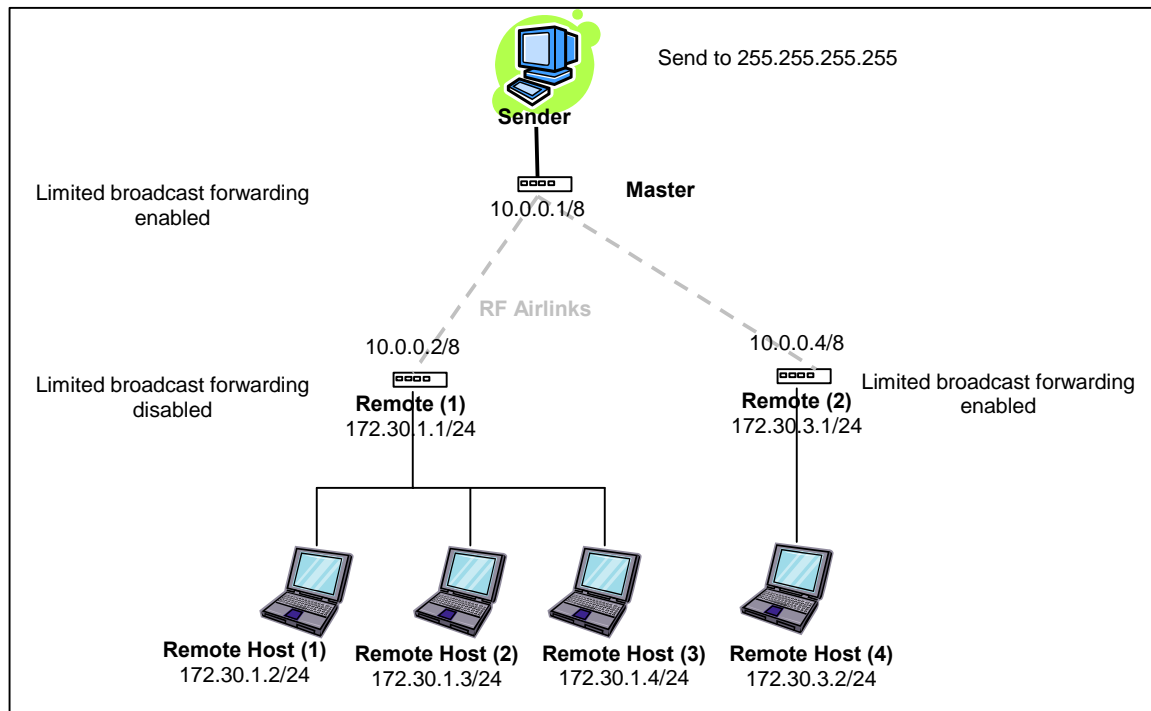 Send to 255.255.255.255
Sender
Limited broadcast forwarding
enabled
Master
10.0.0.1/8
RF Airlinks
10.0.0.2/8
10.0.0.4/8
Limited broadcast forwarding
disabled
Remote (1)
172.30.1.1/24
Remote (2)
172.30.3.1/24
Limited broadcast forwarding
enabled
Remote Host (1)
172.30.1.2/24
Remote Host (2)
172.30.1.3/24
Remote Host (3)
172.30.1.4/24
Remote Host (4)
172.30.3.2/24